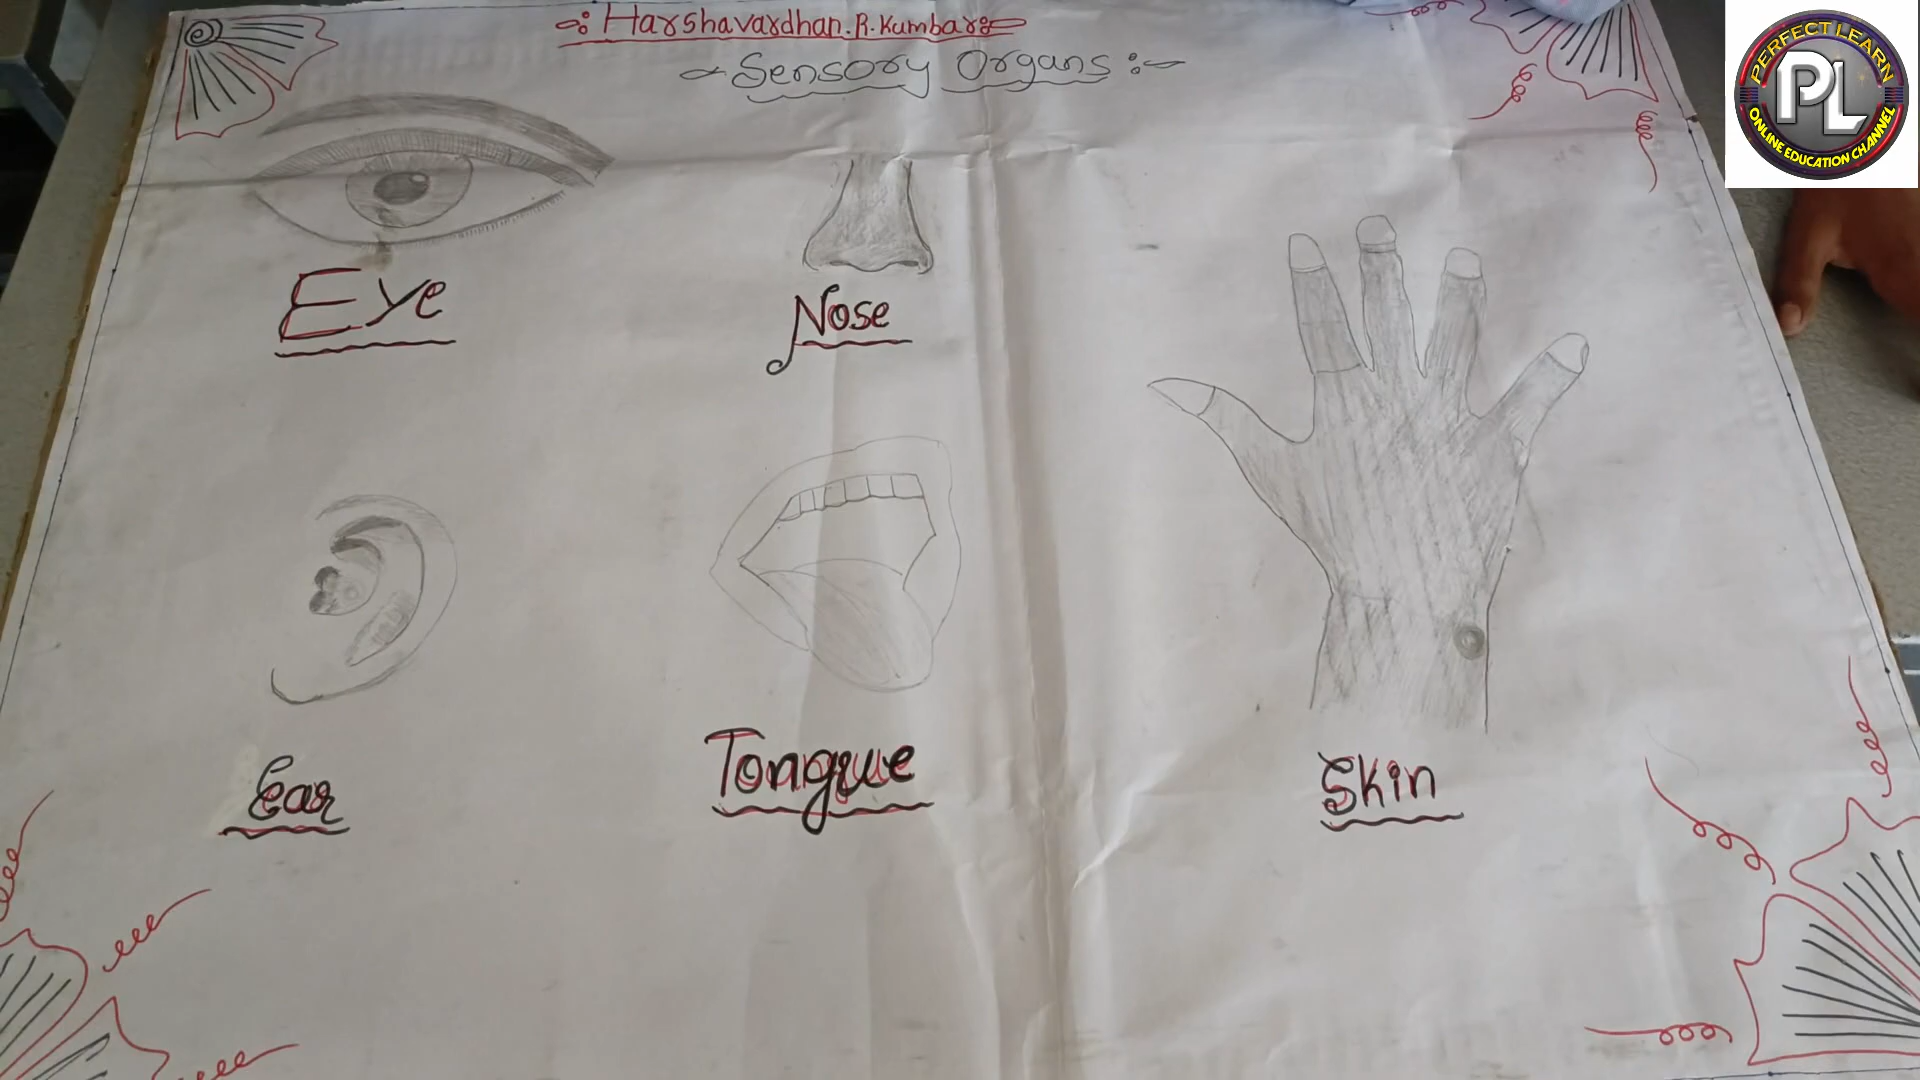 Harshavardhan.R.Kumbar
Sensory Organs :-
Eye
Nose
Ear
Tongue
Skin
PERFECT LEARN
PL
ONLINE EDUCATION CHANNEL